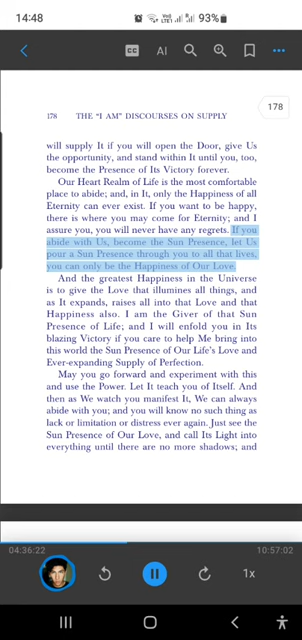 14:48
93%
CC
AI
178
178 THE "I AM" DISCOURSES ON SUPPLY
will supply It if you will open the Door, give Us
the opportunity, and stand within It until you, too,
become the Presence of Its Victory forever.
Our Heart Realm of Life is the most comfortable
place to abide; and, in It, only the Happiness of all
Eternity can ever exist. If you want to be happy,
there is where you may come for Eternity; and I
assure you, you will never have any regrets. If you
abide with Us, become the Sun Presence, let Us
pour a Sun Presence through you to all that lives,
you can only be the Happiness of Our Love.
And the greatest Happiness in the Universe
is to give the Love that illumines all things, and
as It expands, raises all into that Love and that
Happiness also. I am the Giver of that Sun
Presence of Life; and I will enfold you in Its
blazing Victory if you care to help Me bring into
this world the Sun Presence of Our Life's Love and
Ever-expanding Supply of Perfection.
May you go forward and experiment with this
and use the Power. Let It teach you of Itself. And
then as We watch you manifest It, We can always
abide with you; and you will know no such thing as
lack or limitation or distress ever again. Just see the
Sun Presence of Our Love, and call Its Light into
everything until there are no more shadows; and
04:36:22
10:57:02
1x